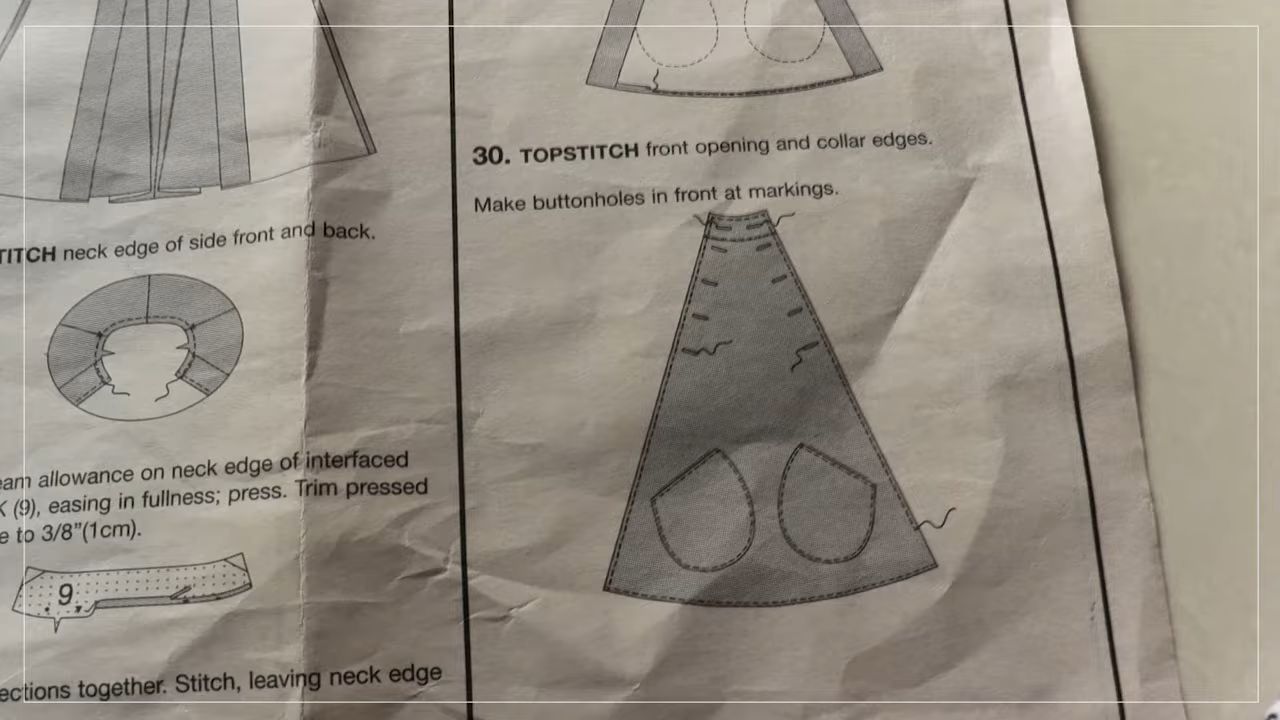 TITCH neck edge of side front and back.
am allowance on neck edge of interfaced
(9), easing in fullness; press. Trim pressed
e to 3/8”(1cm).
9
ections together. Stitch, leaving neck edge
30. TOPSTITCH front opening and collar edges.
Make buttonholes in front at markings.